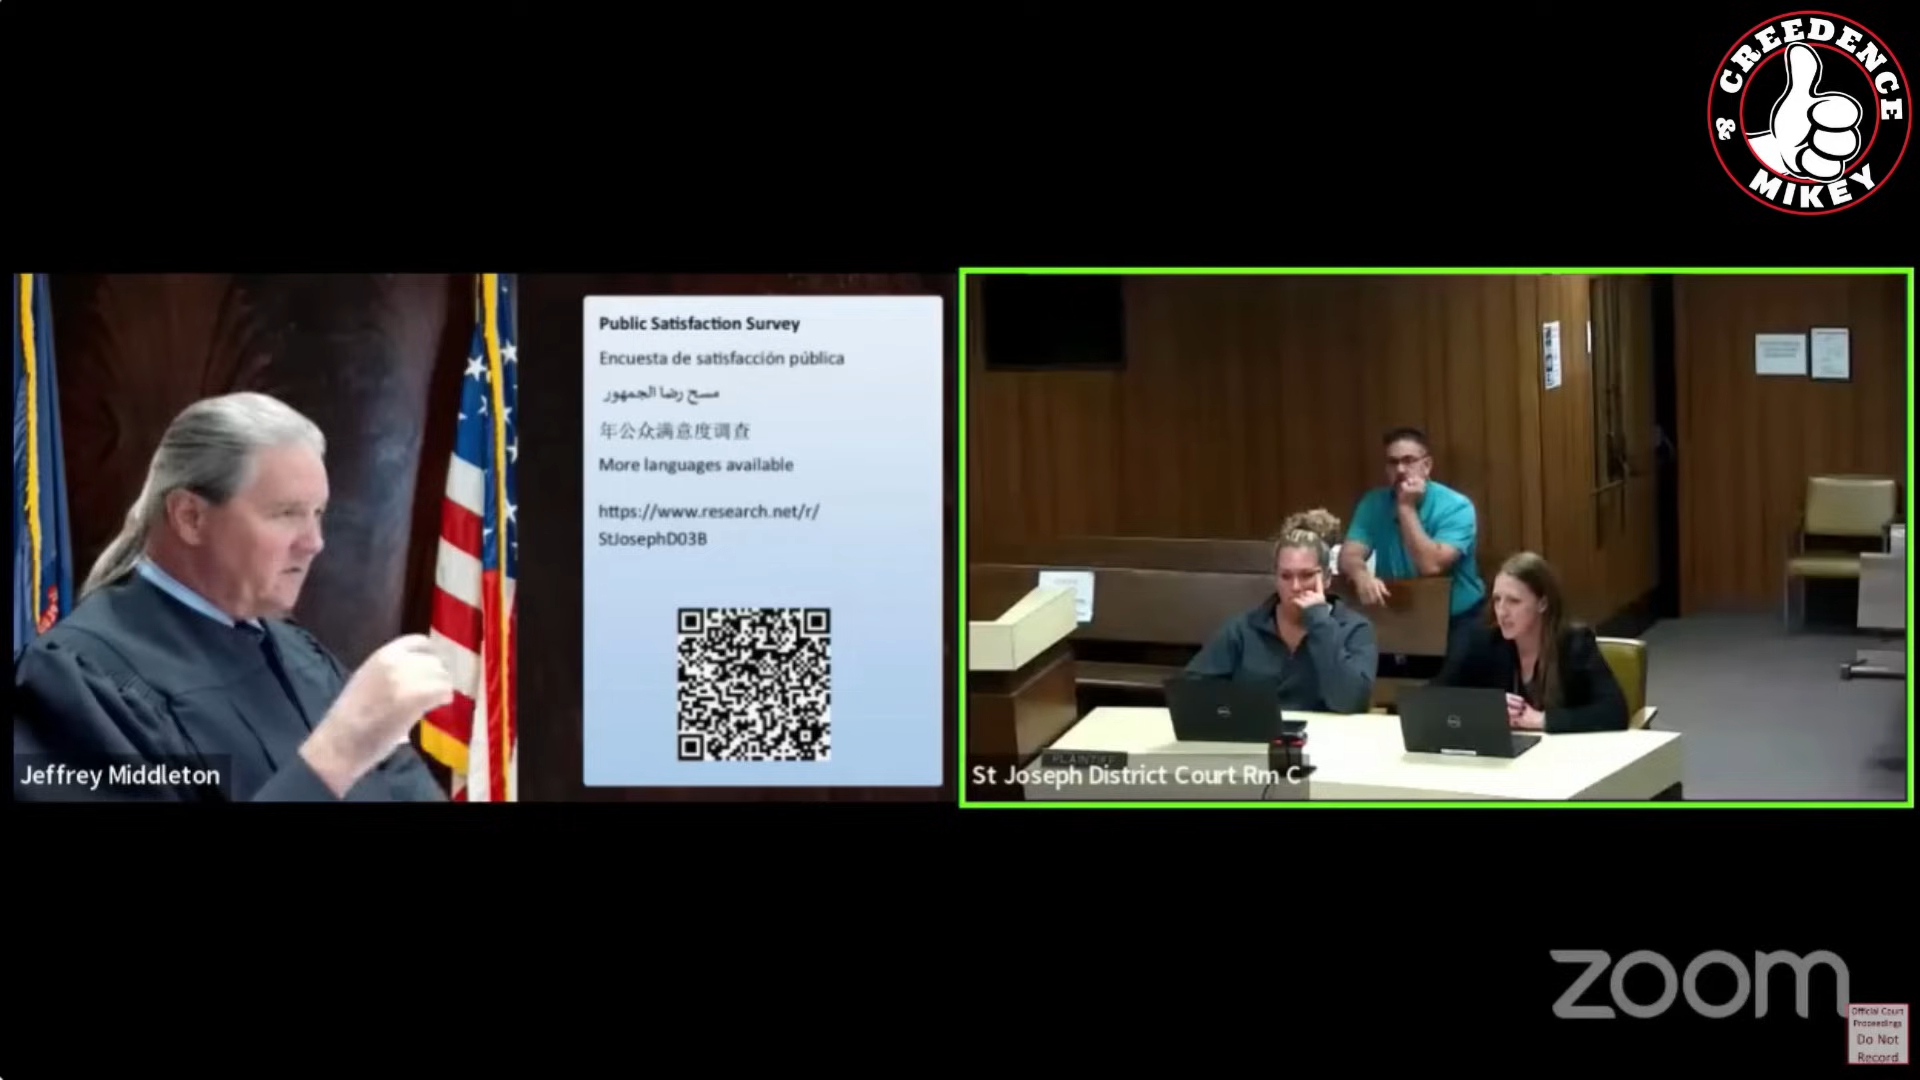 & CREEDENCE
MIKEY
Public Satisfaction Survey
Encuesta de satisfacción pública
مسح رضا الجمهور
年公众满意度调查
More languages available
https://www.research.net/r/
StJosephD03B
Jeffrey Middleton
PLAINTIFF
St Joseph District Court Rm C
zoom
Official Court
Proceedings
Do Not
Record